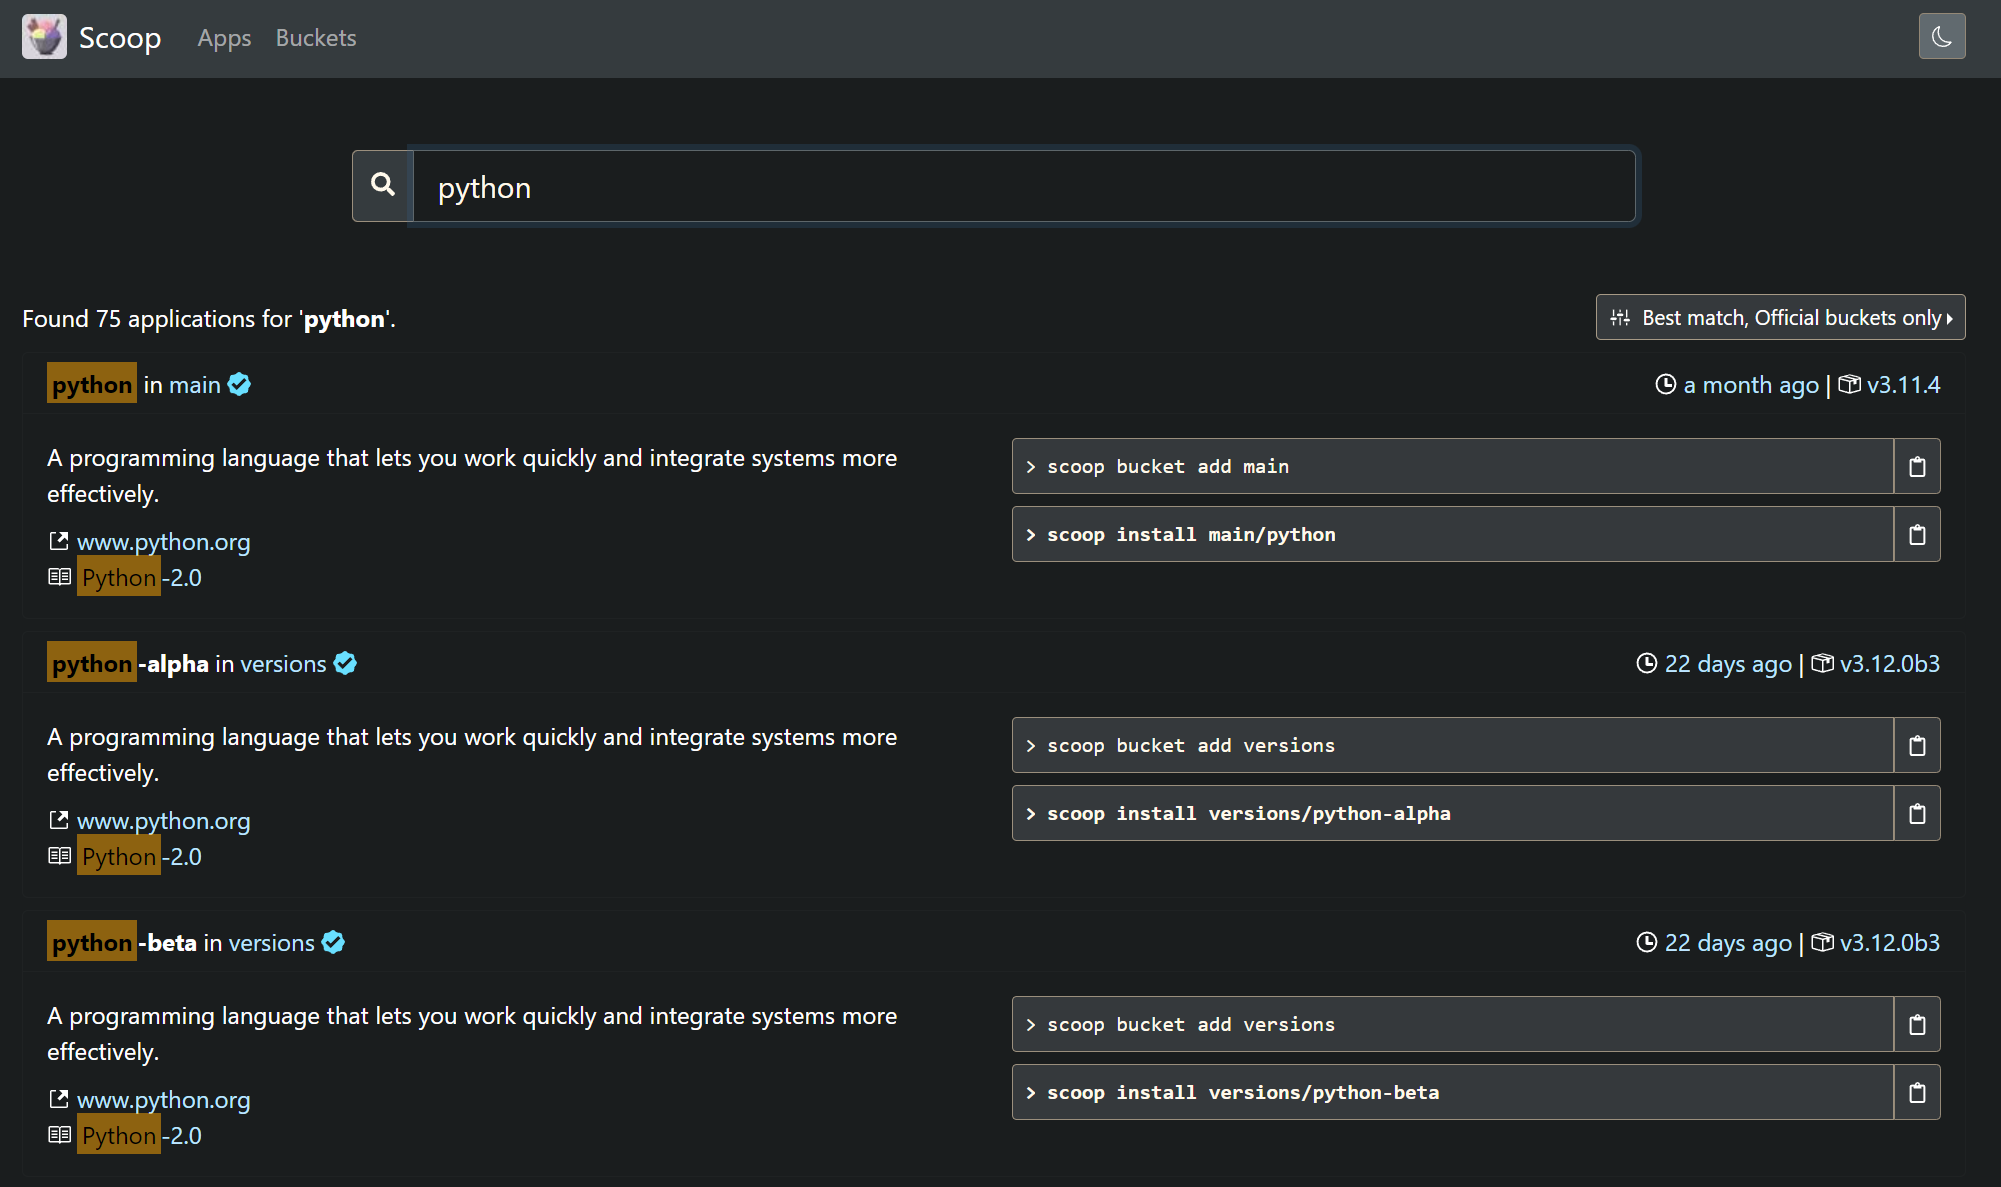 Scoop Apps Buckets
python
Found 75 applications for 'python'.
Best match, Official buckets only
python in main
a month ago | v3.11.4
A programming language that lets you work quickly and integrate systems more
effectively.
www.python.org
Python-2.0
> scoop bucket add main
> scoop install main/python
python-alpha in versions
22 days ago | v3.12.0b3
A programming language that lets you work quickly and integrate systems more
effectively.
www.python.org
Python-2.0
> scoop bucket add versions
> scoop install versions/python-alpha
python-beta in versions
22 days ago | v3.12.0b3
A programming language that lets you work quickly and integrate systems more
effectively.
www.python.org
Python-2.0
> scoop bucket add versions
> scoop install versions/python-beta